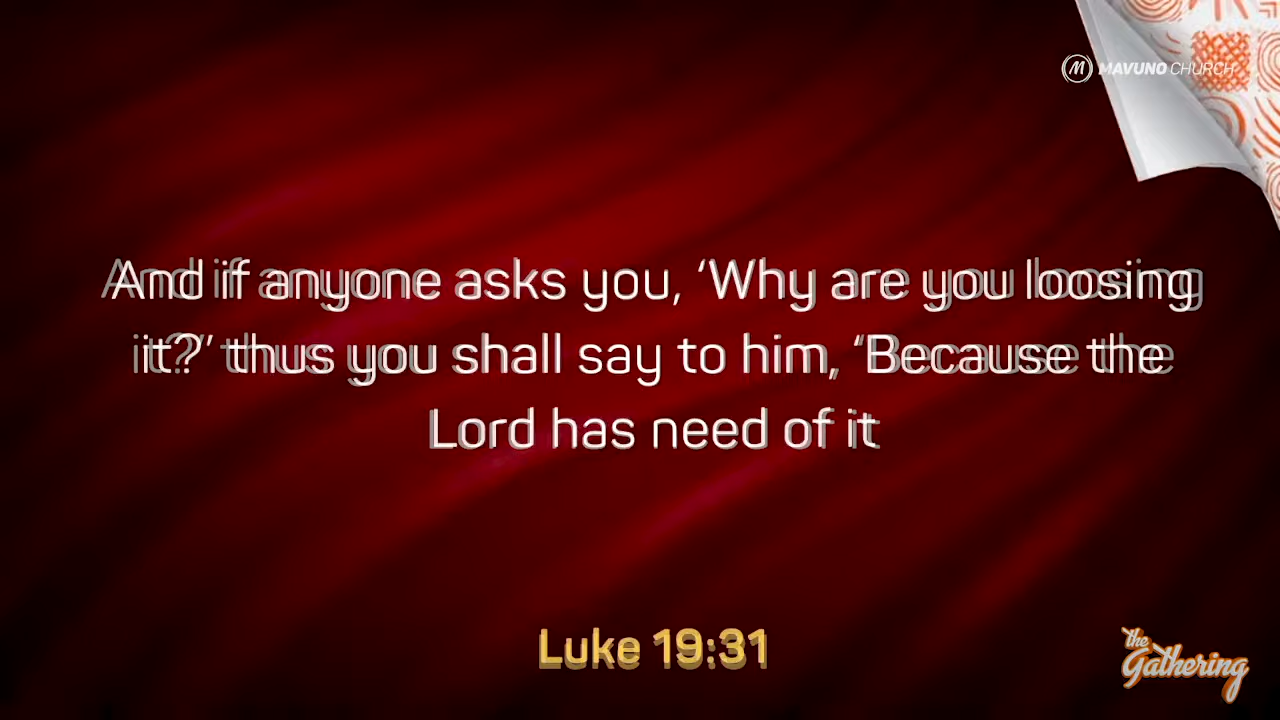 MAVUNO CHURCH
And if anyone asks you, ‘Why are you loosing
it?’ thus you shall say to him, ‘Because the
Lord has need of it
Luke 19:31
the
Gathering